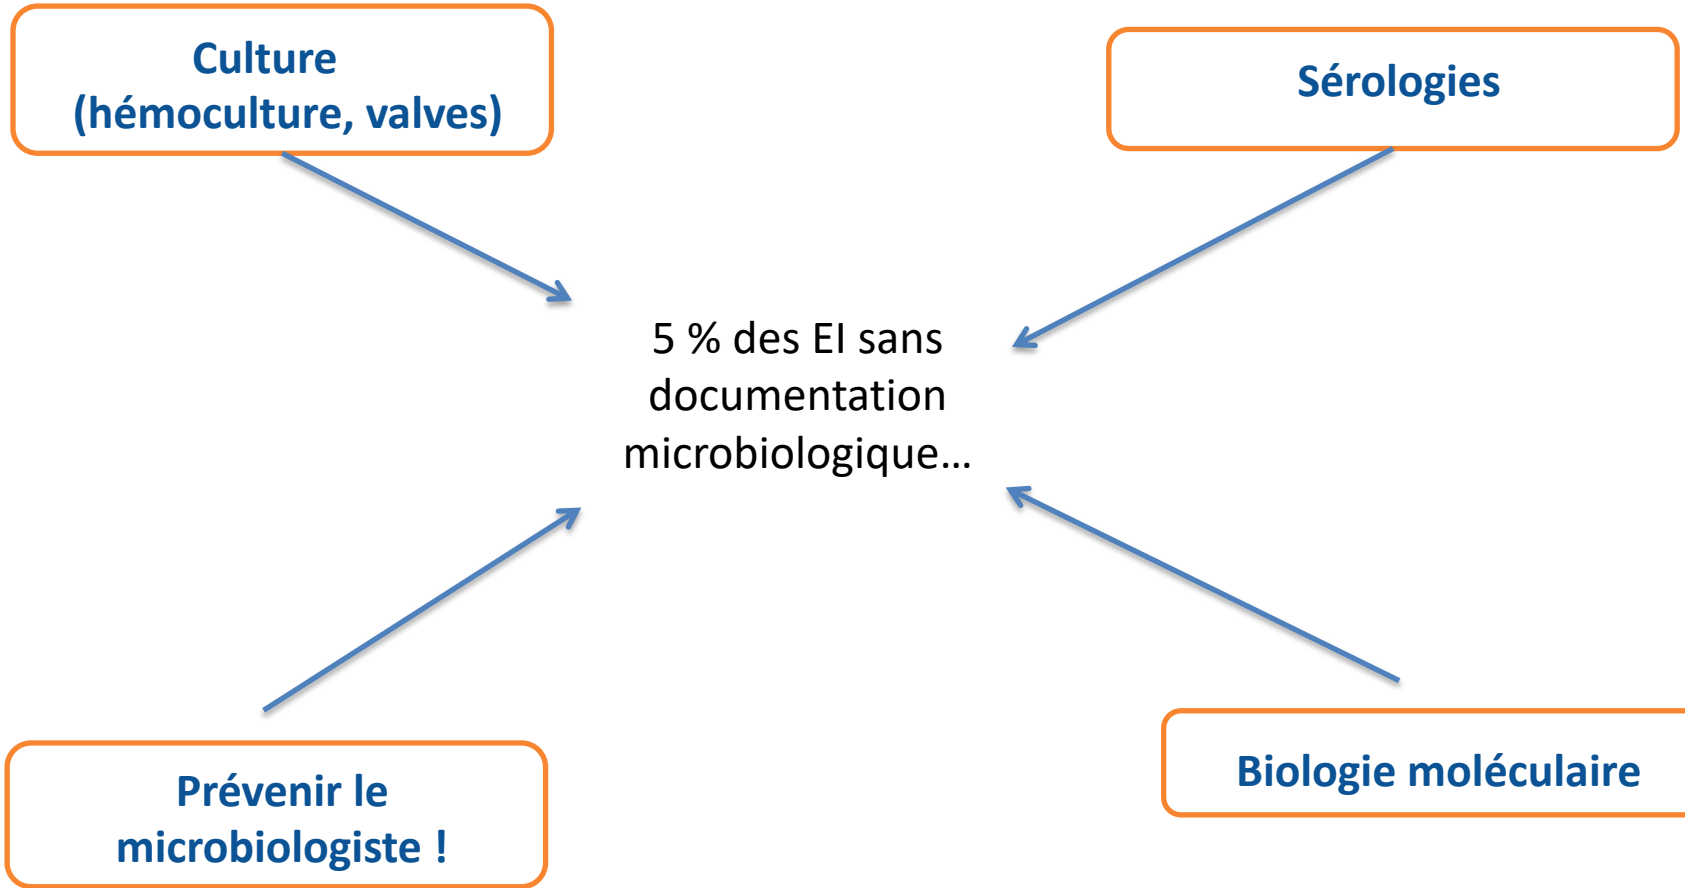 Culture
(hémoculture, valves)
Sérologies
5 % des EI sans
documentation
microbiologique…
Prévenir le
microbiologiste !
Biologie moléculaire